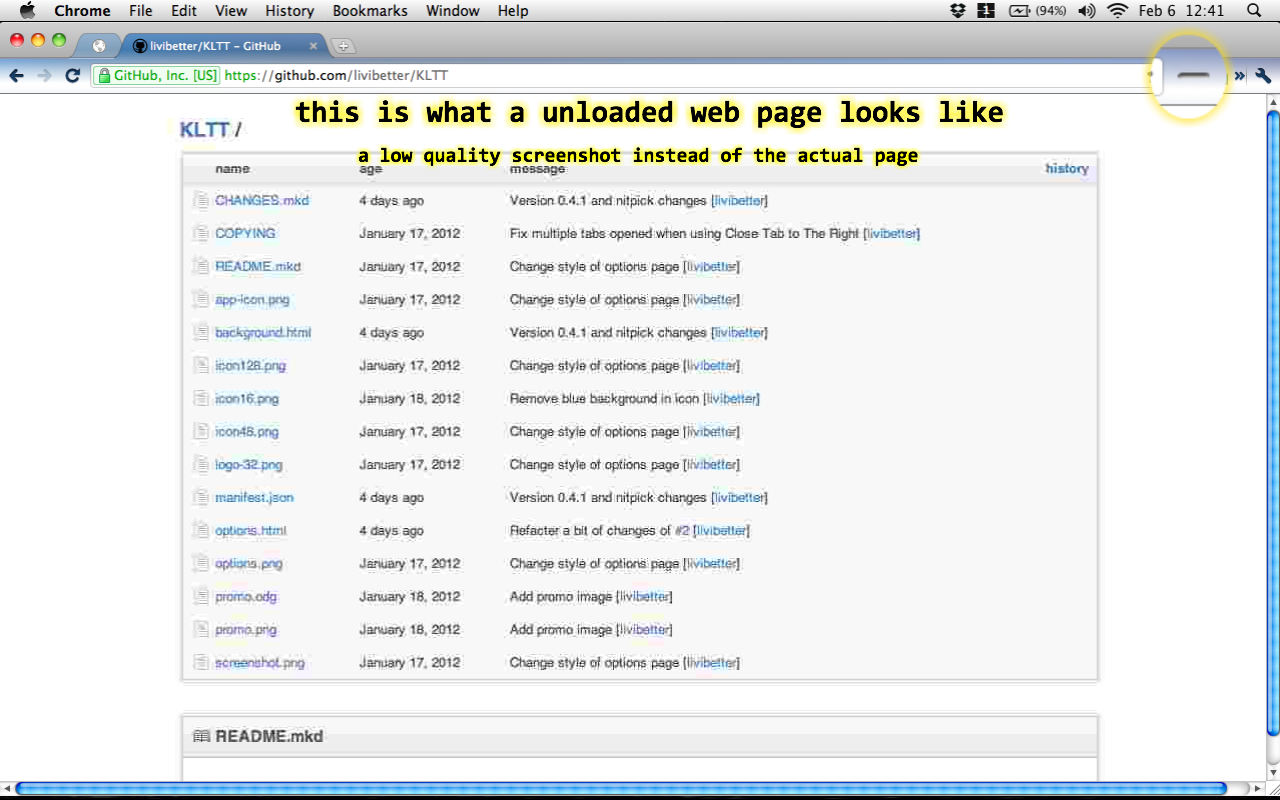 Chrome File Edit View History Bookmarks Window Help 1 (94%) Feb 6 12:41
livibetter/KLTT – GitHub
GitHub, Inc. [US] https://github.com/livibetter/KLTT »
this is what a unloaded web page looks like
KLTT /
a low quality screenshot instead of the actual page
name age message history
CHANGES.mkd 4 days ago Version 0.4.1 and nitpick changes [livibetter]
COPYING January 17, 2012 Fix multiple tabs opened when using Close Tab to The Right [livibetter]
README.mkd January 17, 2012 Change style of options page [livibetter]
app-icon.png January 17, 2012 Change style of options page [livibetter]
background.html 4 days ago Version 0.4.1 and nitpick changes [livibetter]
icon128.png January 17, 2012 Change style of options page [livibetter]
icon16.png January 18, 2012 Remove blue background in icon [livibetter]
icon48.png January 17, 2012 Change style of options page [livibetter]
logo-32.png January 17, 2012 Change style of options page [livibetter]
manifest.json 4 days ago Version 0.4.1 and nitpick changes [livibetter]
options.html 4 days ago Refacter a bit of changes of #2 [livibetter]
options.png January 17, 2012 Change style of options page [livibetter]
promo.odg January 18, 2012 Add promo image [livibetter]
promo.png January 18, 2012 Add promo image [livibetter]
screenshot.png January 17, 2012 Change style of options page [livibetter]
README.mkd